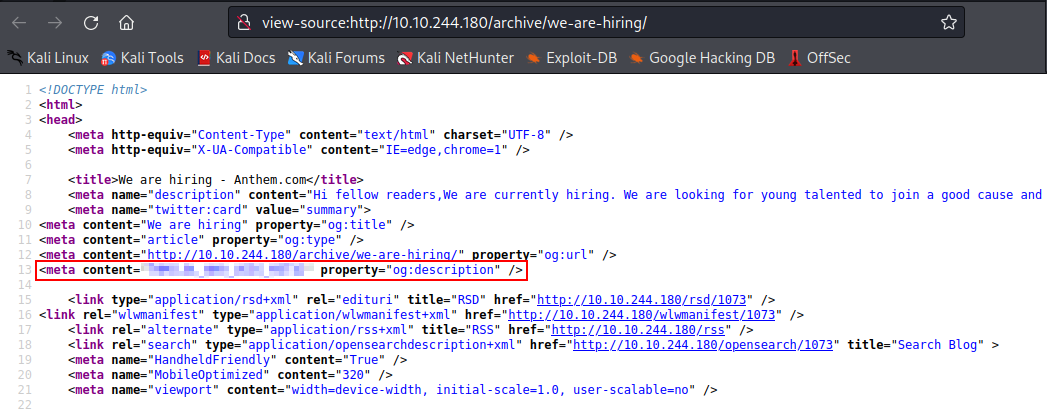 view-source:http://10.10.244.180/archive/we-are-hiring/
Kali Linux Kali Tools Kali Docs Kali Forums Kali NetHunter Exploit-DB Google Hacking DB OffSec
1 <!DOCTYPE html>
2 <html>
3 <head>
4 <meta http-equiv="Content-Type" content="text/html" charset="UTF-8" />
5 <meta http-equiv="X-UA-Compatible" content="IE=edge,chrome=1" />
6
7 <title>We are hiring - Anthem.com</title>
8 <meta name="description" content="Hi fellow readers,We are currently hiring. We are looking for young talented to join a good cause and
9 <meta name="twitter:card" value="summary">
10 <meta content="We are hiring" property="og:title" />
11 <meta content="article" property="og:type" />
12 <meta content="http://10.10.244.180/archive/we-are-hiring/" property="og:url" />
13 <meta content= property="og:description" />
14
15 <link type="application/rsd+xml" rel="edituri" title="RSD" href="http://10.10.244.180/rsd/1073" />
16 <link rel="wlwmanifest" type="application/wlwmanifest+xml" href="http://10.10.244.180/wlwmanifest/1073" />
17 <link rel="alternate" type="application/rss+xml" title="RSS" href="http://10.10.244.180/rss" />
18 <link rel="search" type="application/opensearchdescription+xml" href="http://10.10.244.180/opensearch/1073" title="Search Blog" >
19 <meta name="HandheldFriendly" content="True" />
20 <meta name="MobileOptimized" content="320" />
21 <meta name="viewport" content="width=device-width, initial-scale=1.0, user-scalable=no" />
22